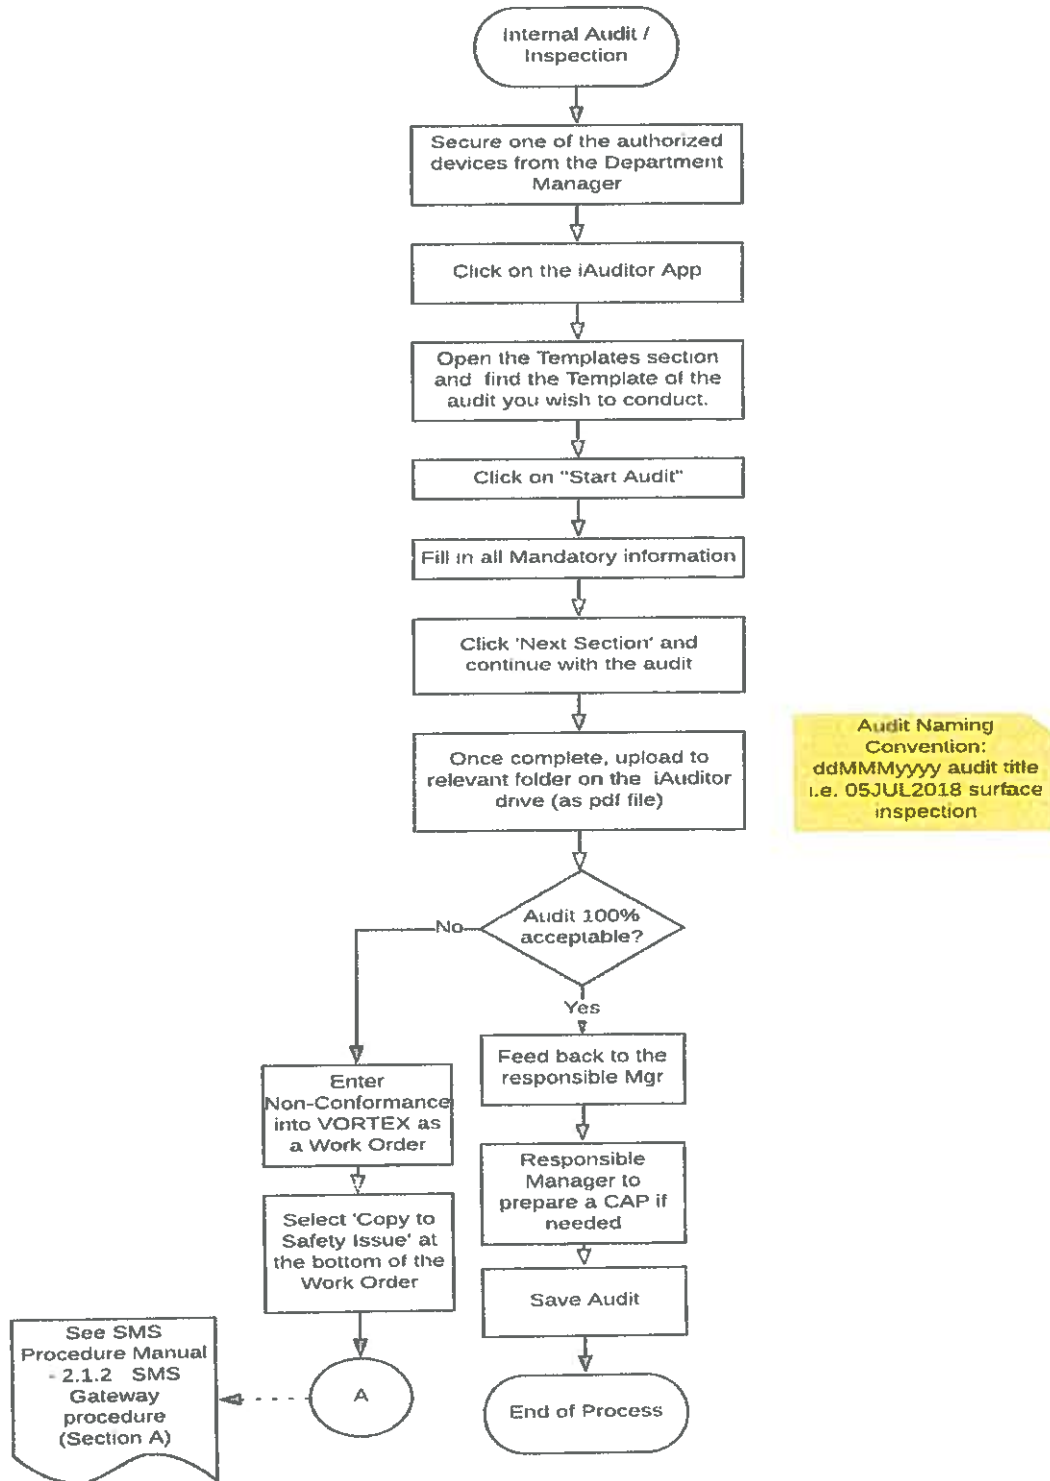 Internal Audit /
Inspection
Secure one of the authorized
devices from the Department
Manager
Click on the iAuditor App
Open the Templates section
and find the Template of the
audit you wish to conduct.
Click on "Start Audit"
Fill in all Mandatory information
Click 'Next Section' and
continue with the audit
Once complete, upload to
relevant folder on the iAuditor
drive (as pdf file)
Audit Naming
Convention:
ddMMMyyyy audit title
i.e. 05JUL2018 surface
inspection
Audit 100%
acceptable?
No
Yes
Feed back to the
responsible Mgr
Enter
Non-Conformance
into VORTEX as
a Work Order
Responsible
Manager to
prepare a CAP if
needed
Select 'Copy to
Safety Issue' at
the bottom of the
Work Order
Save Audit
See SMS
Procedure Manual
- 2.1.2 SMS
Gateway
procedure
(Section A)
A
End of Process